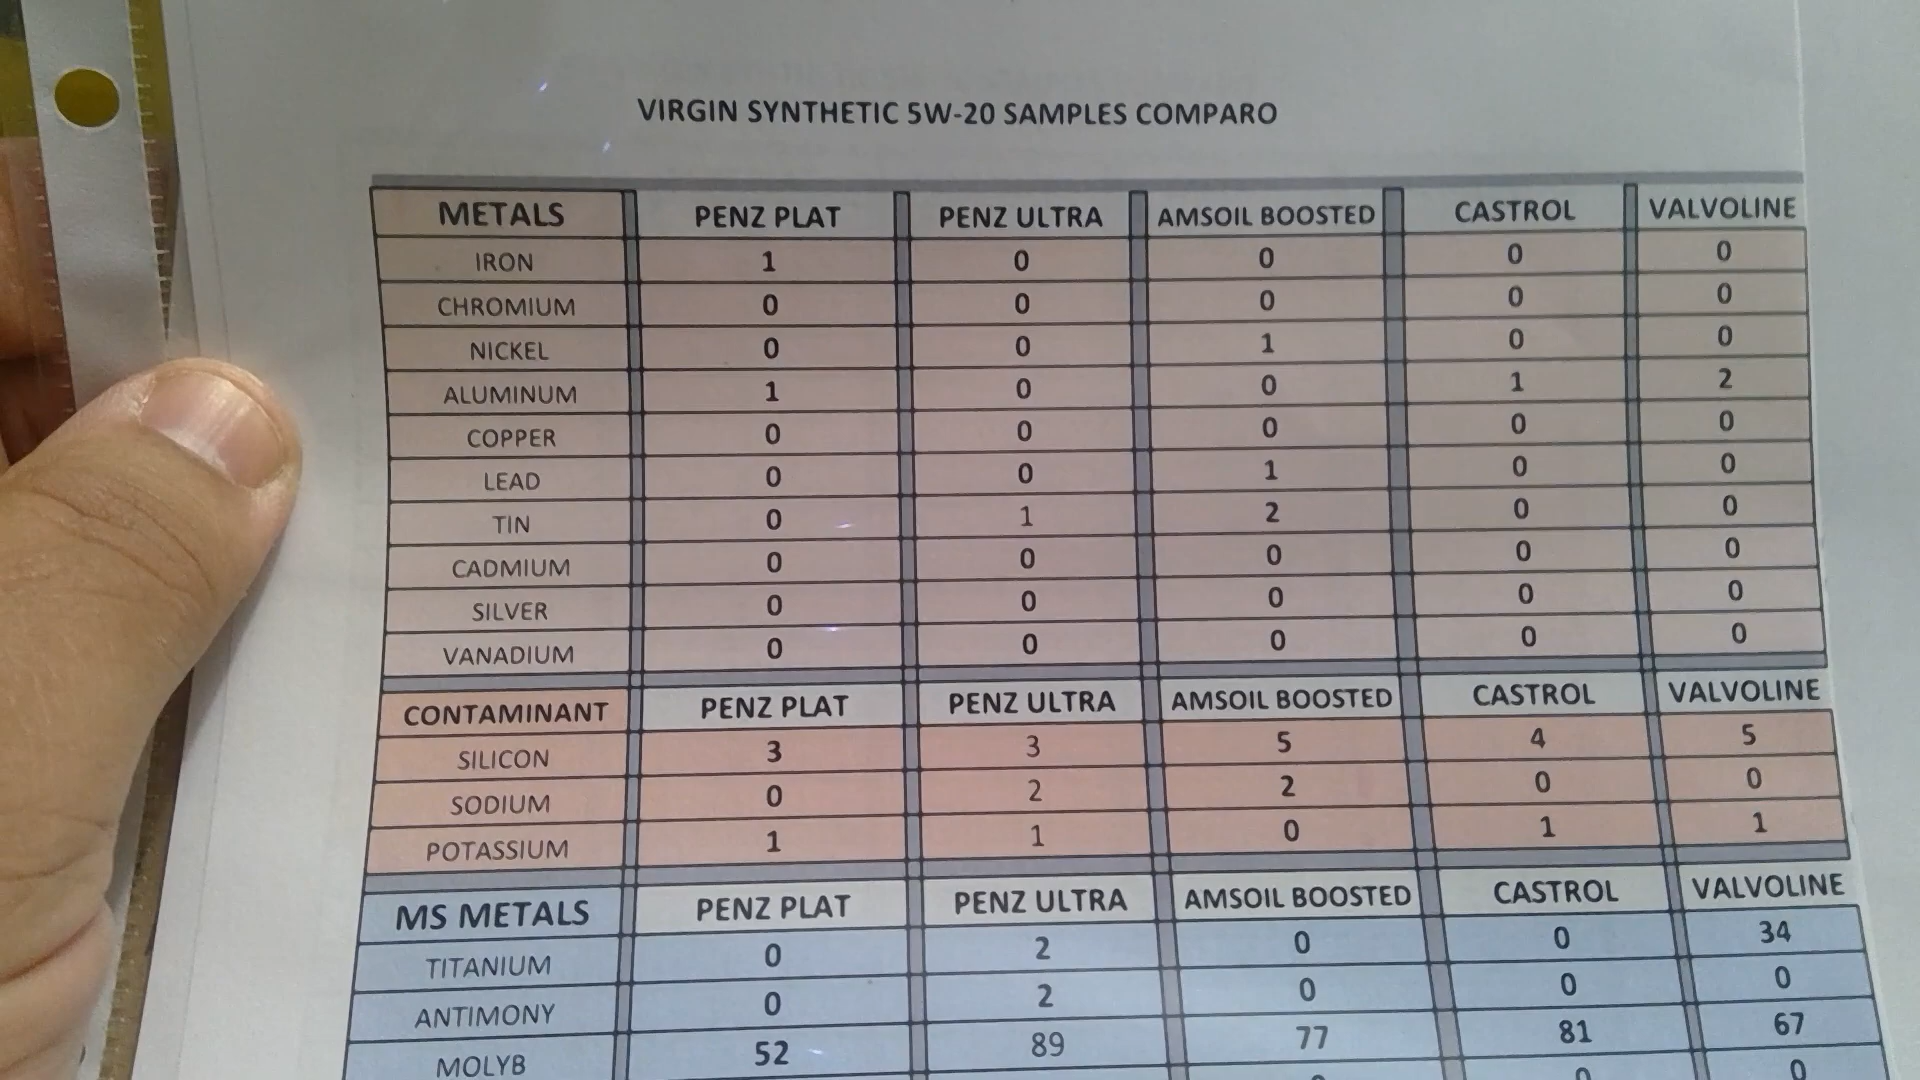 VIRGIN SYNTHETIC 5W-20 SAMPLES COMPARO
METALS PENZ PLAT PENZ ULTRA AMSOIL BOOSTED CASTROL VALVOLINE
IRON 1 0 0 0 0
CHROMIUM 0 0 0 0 0
NICKEL 0 0 1 0 0
ALUMINUM 1 0 0 1 2
COPPER 0 0 0 0 0
LEAD 0 0 1 0 0
TIN 0 1 2 0 0
CADMIUM 0 0 0 0 0
SILVER 0 0 0 0 0
VANADIUM 0 0 0 0 0
CONTAMINANT PENZ PLAT PENZ ULTRA AMSOIL BOOSTED CASTROL VALVOLINE
SILICON 3 3 5 4 5
SODIUM 0 2 2 0 0
POTASSIUM 1 1 0 1 1
MS METALS PENZ PLAT PENZ ULTRA AMSOIL BOOSTED CASTROL VALVOLINE
TITANIUM 0 2 0 0 34
ANTIMONY 0 2 0 0 0
MOLYB 52 89 77 81 67
0